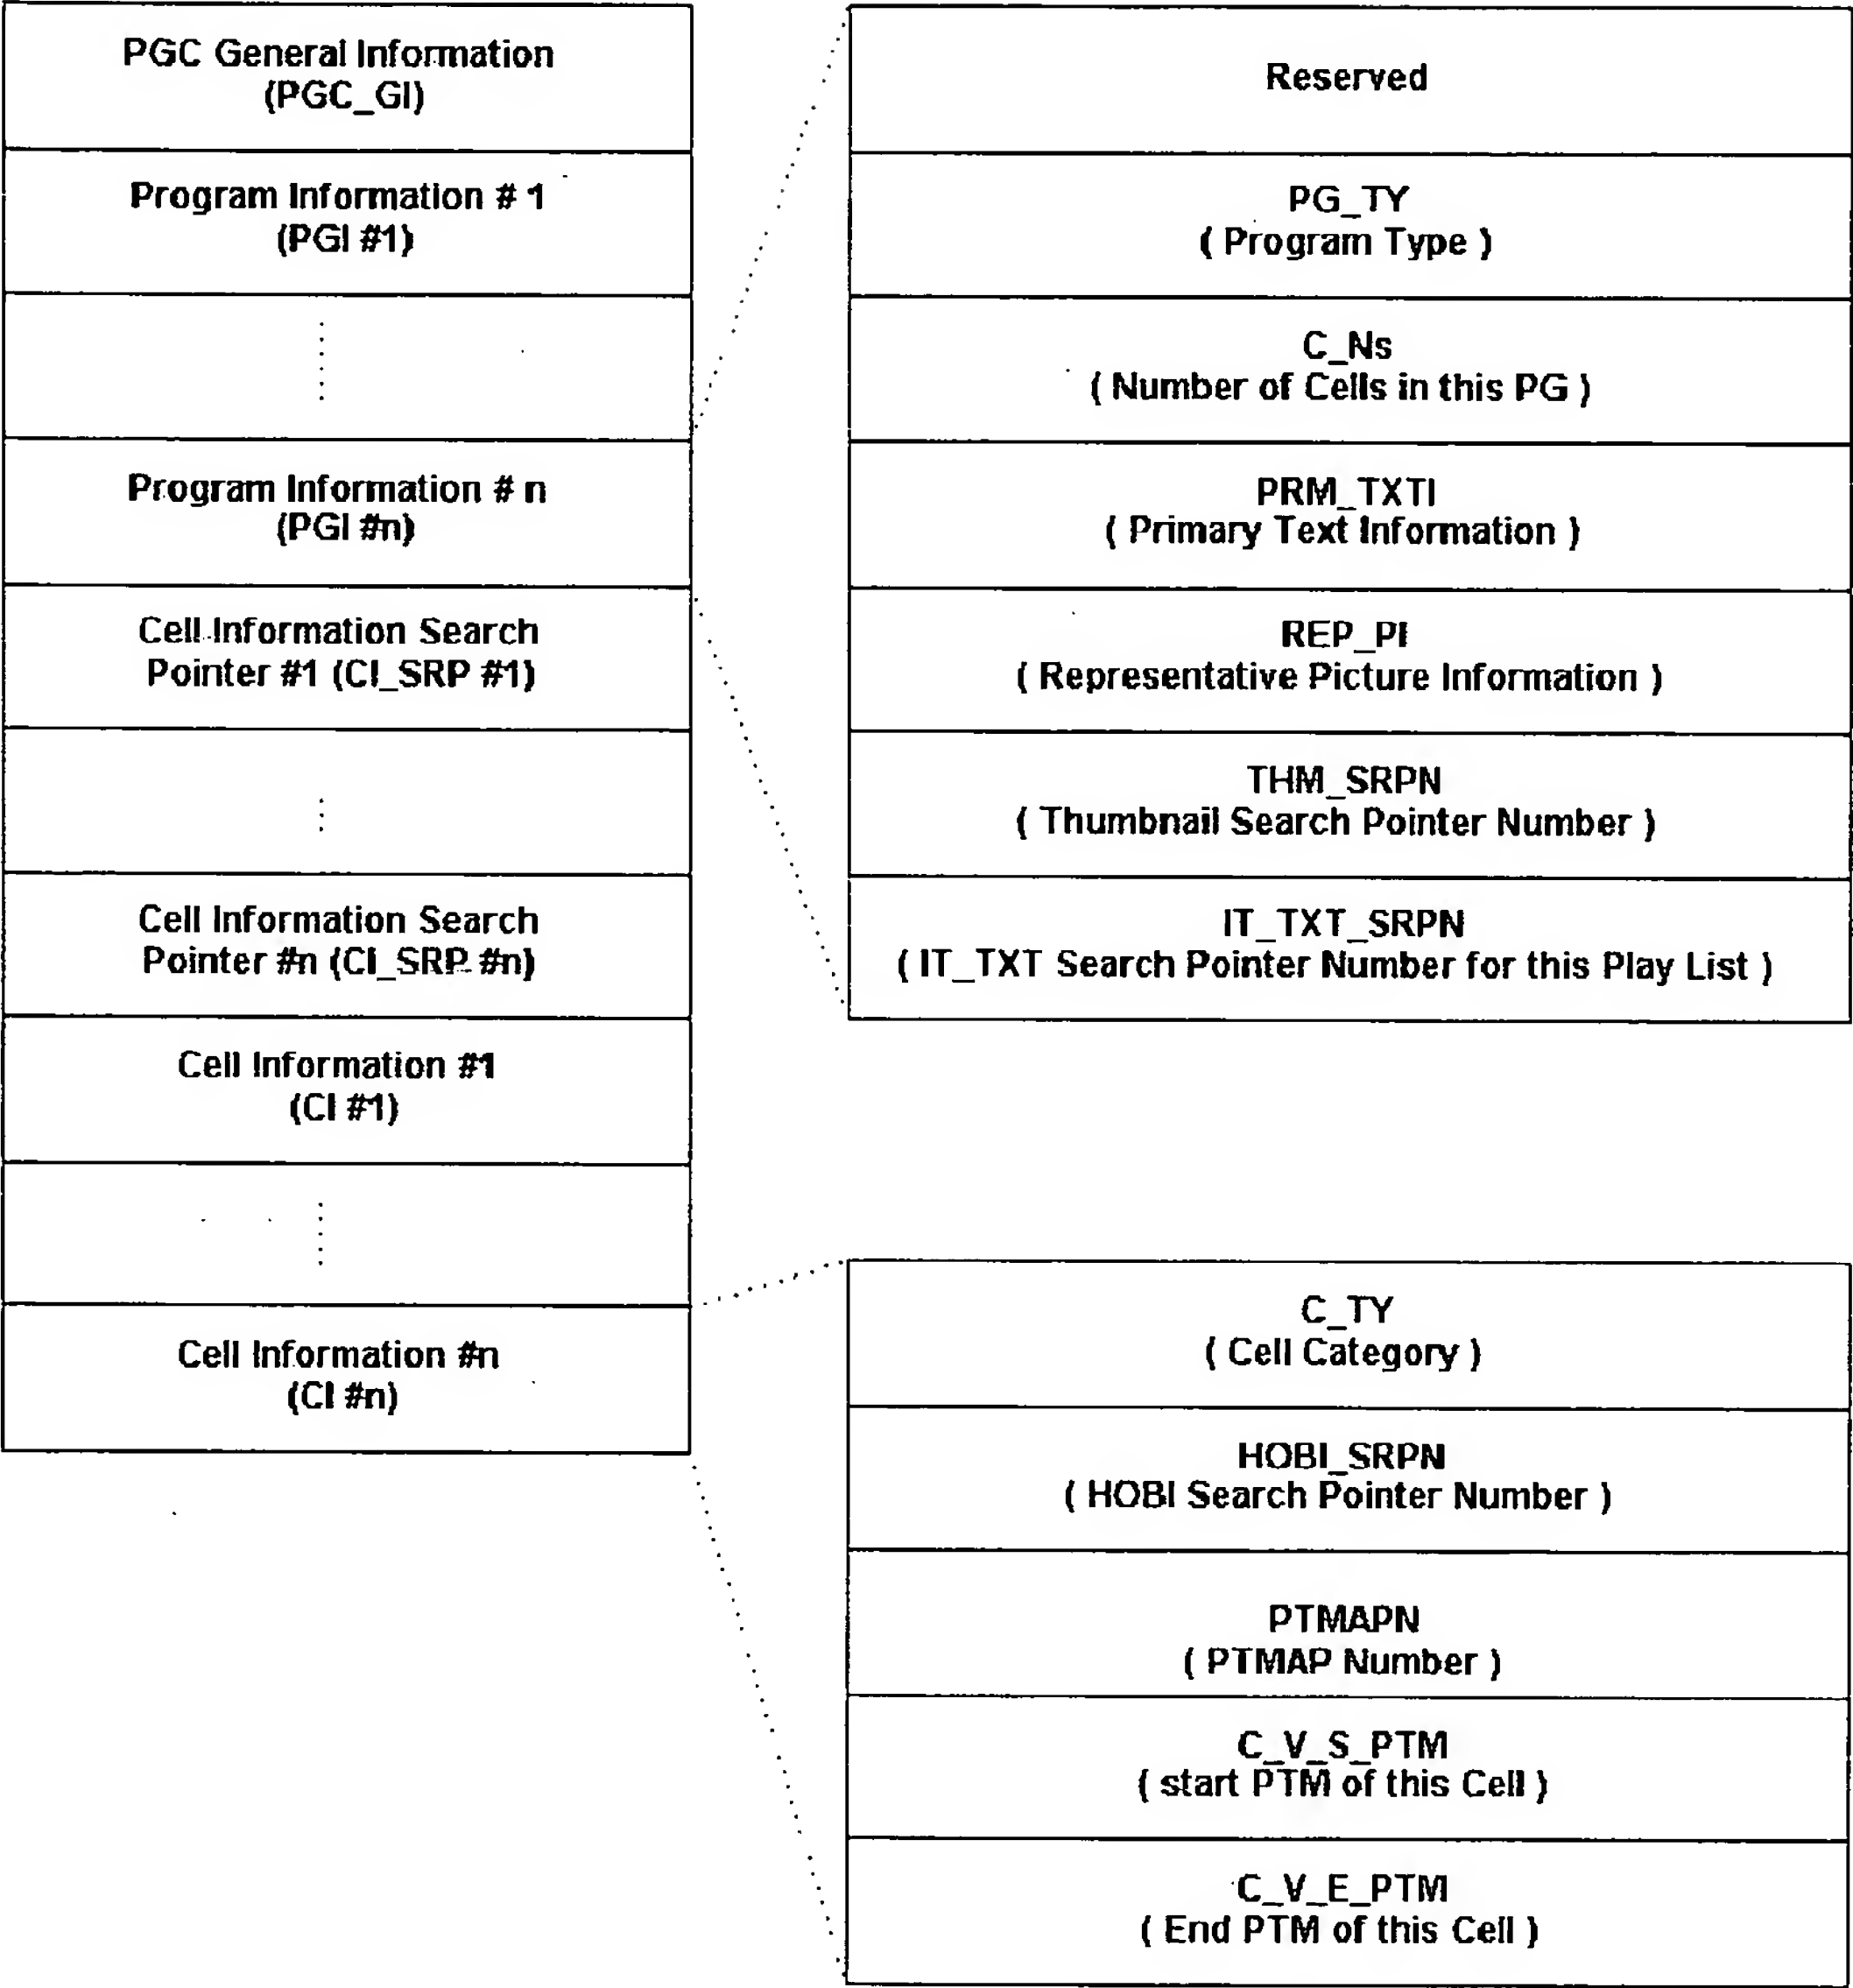 PGC General Information
(PGC_GI)
Program Information # 1
(PGI #1)
Program Information # n
(PGI #n)
Cell Information Search
Pointer #1 (CI_SRP #1)
Cell Information Search
Pointer #n (CI_SRP #n)
Cell Information #1
(CI #1)
Cell Information #n
(CI #n)
Reserved
PG_TY
( Program Type )
C_Ns
( Number of Cells in this PG )
PRM_TXTI
( Primary Text Information )
REP_PI
( Representative Picture Information )
THM_SRPN
( Thumbnail Search Pointer Number )
IT_TXT_SRPN
( IT_TXT Search Pointer Number for this Play List )
C_TY
( Cell Category )
HOBI_SRPN
( HOBI Search Pointer Number )
PTMAPN
( PTMAP Number )
C_V_S_PTM
( start PTM of this Cell )
C_V_E_PTM
( End PTM of this Cell )